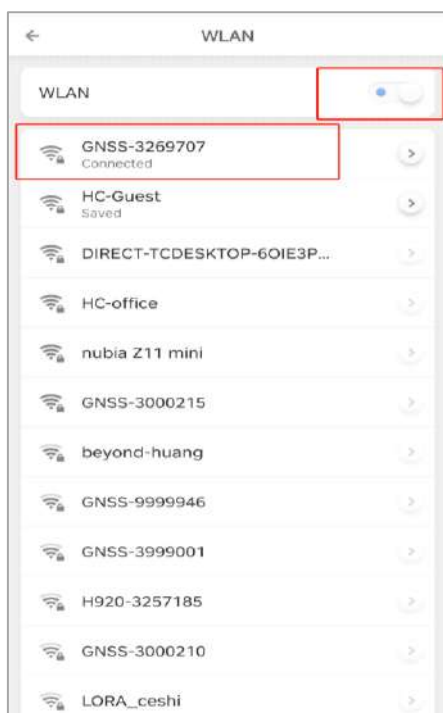 WLAN
WLAN
GNSS-3269707
Connected
HC-Guest
Saved
DIRECT-TCDESKTOP-6OIE3P...
HC-office
nubia Z11 mini
GNSS-3000215
beyond-huang
GNSS-9999946
GNSS-3999001
H920-3257185
GNSS-3000210
LORA_ceshi